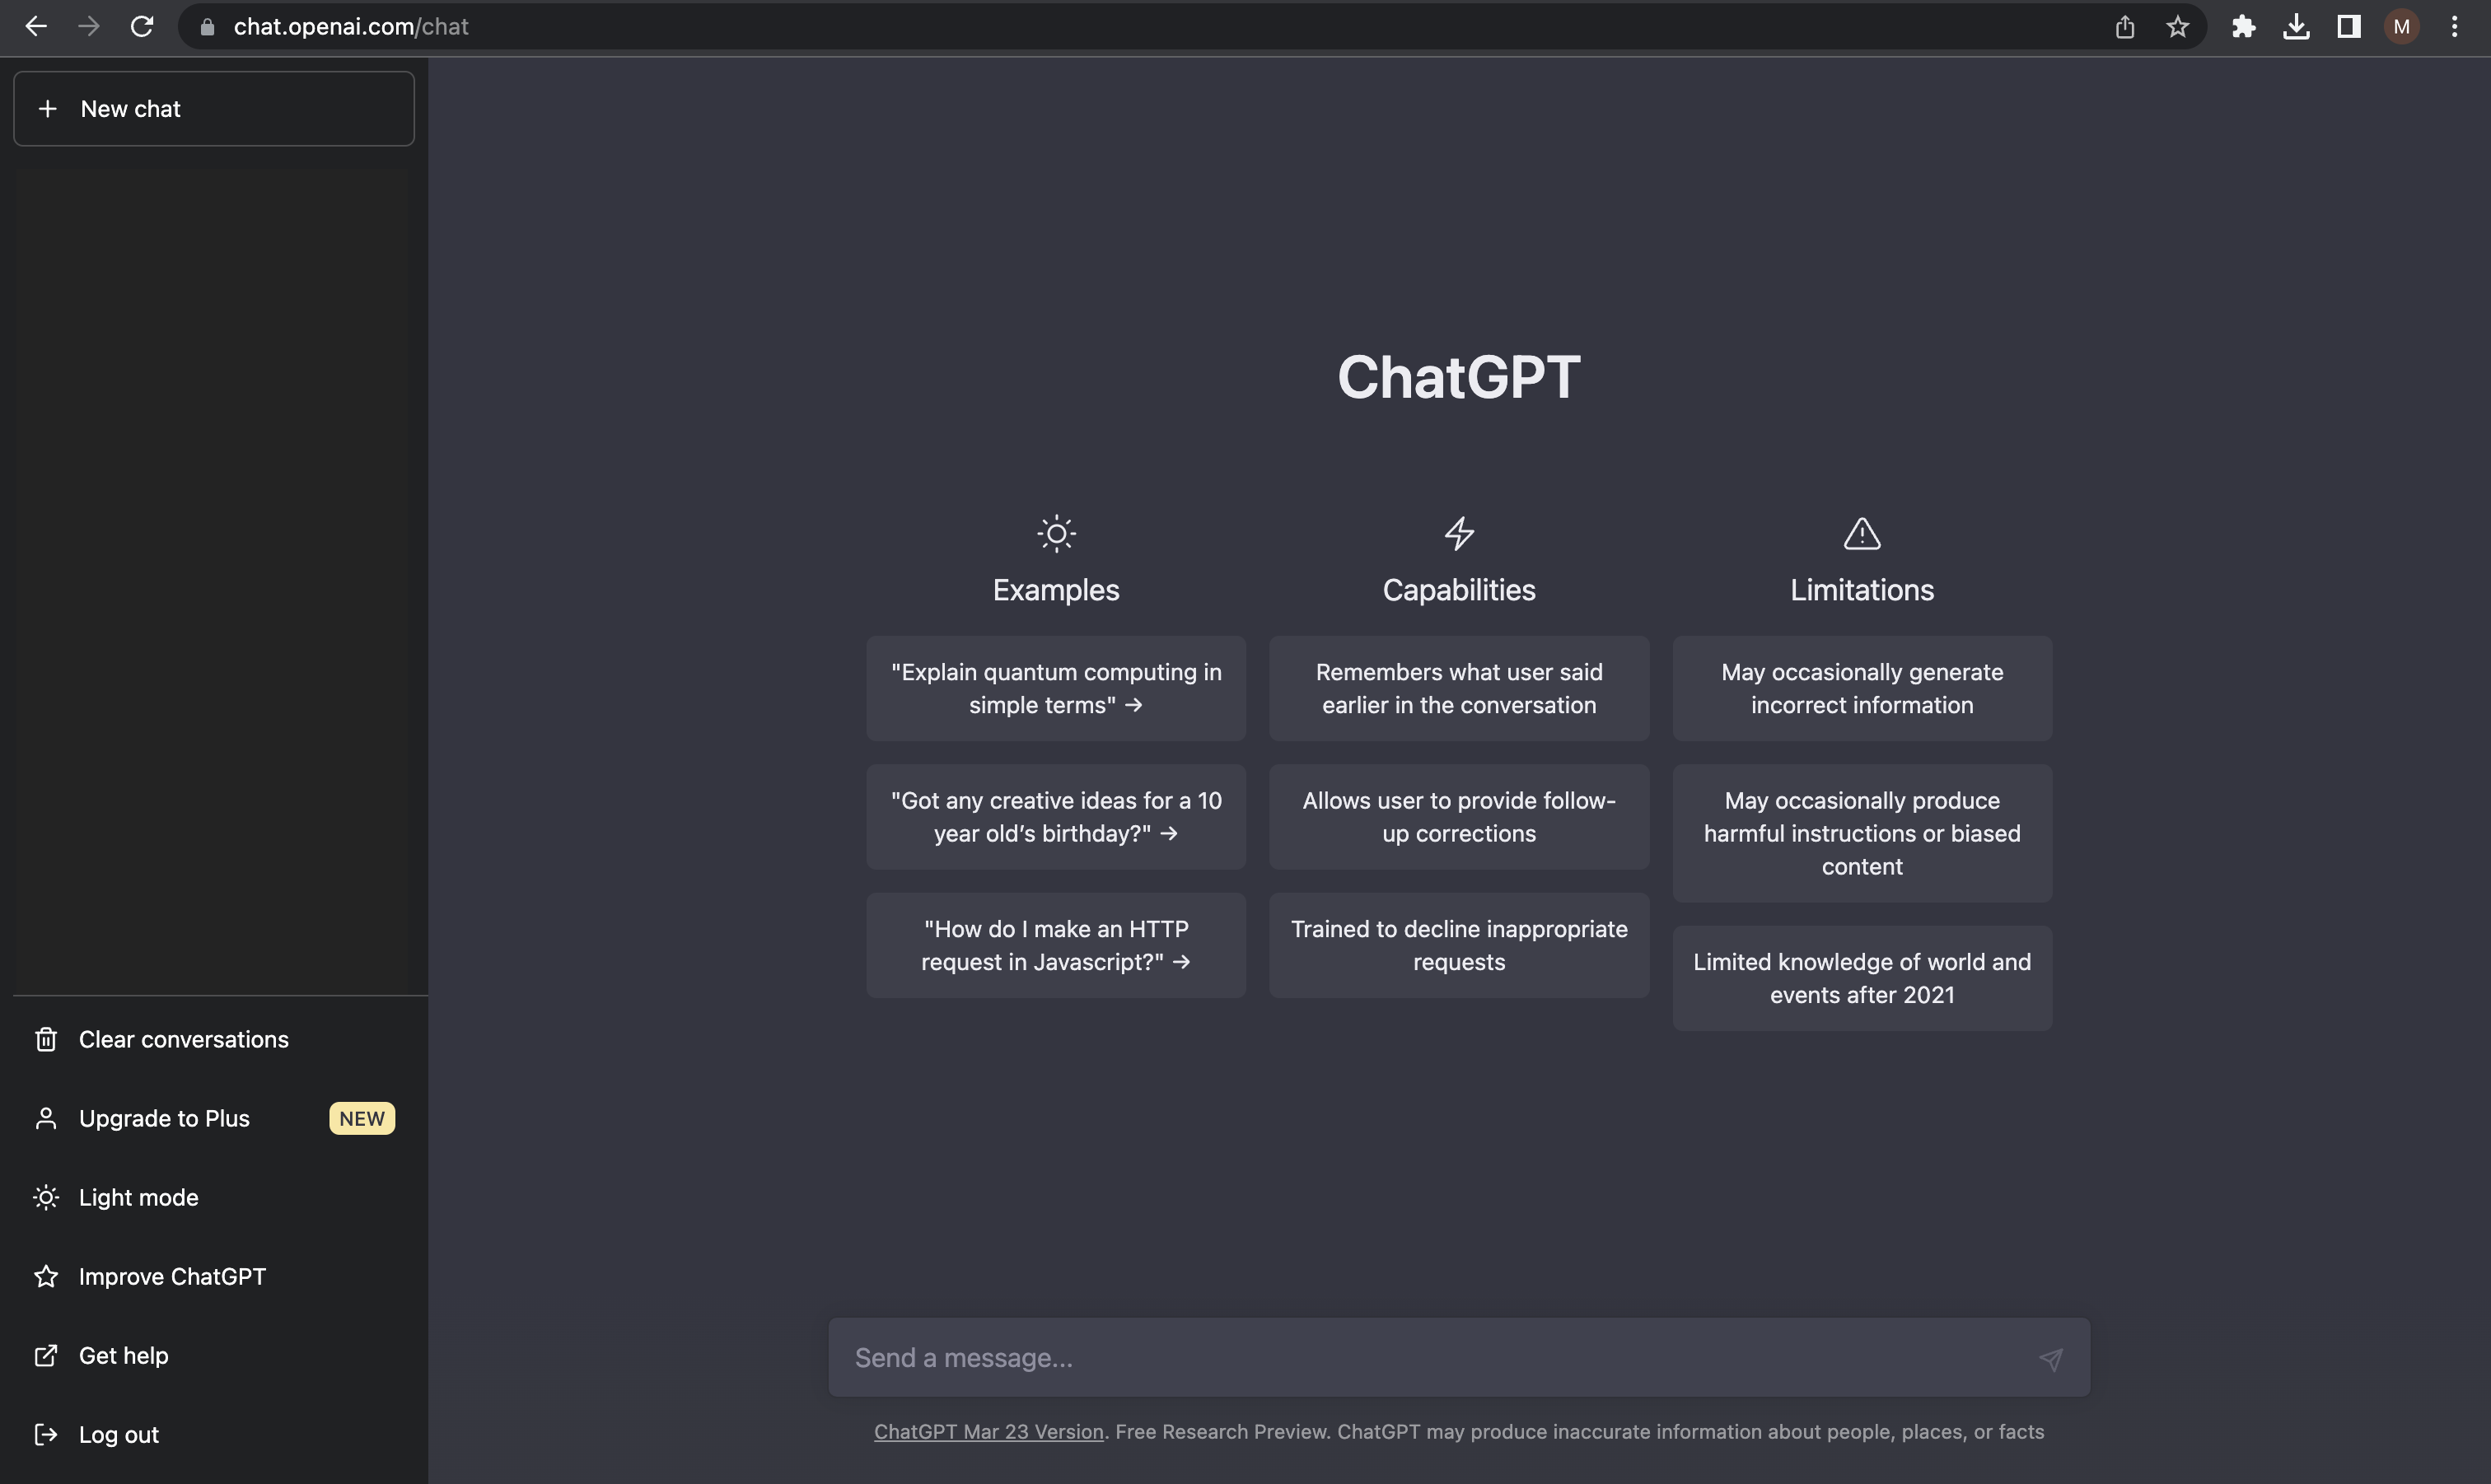 chat.openai.com/chat
M
New chat
ChatGPT
Examples
"Explain quantum computing in
simple terms" →
"Got any creative ideas for a 10
year old’s birthday?" →
"How do I make an HTTP
request in Javascript?" →
Capabilities
Remembers what user said
earlier in the conversation
Allows user to provide follow-
up corrections
Trained to decline inappropriate
requests
Limitations
May occasionally generate
incorrect information
May occasionally produce
harmful instructions or biased
content
Limited knowledge of world and
events after 2021
Clear conversations
Upgrade to Plus NEW
Light mode
Improve ChatGPT
Get help
Log out
Send a message...
ChatGPT Mar 23 Version. Free Research Preview. ChatGPT may produce inaccurate information about people, places, or facts